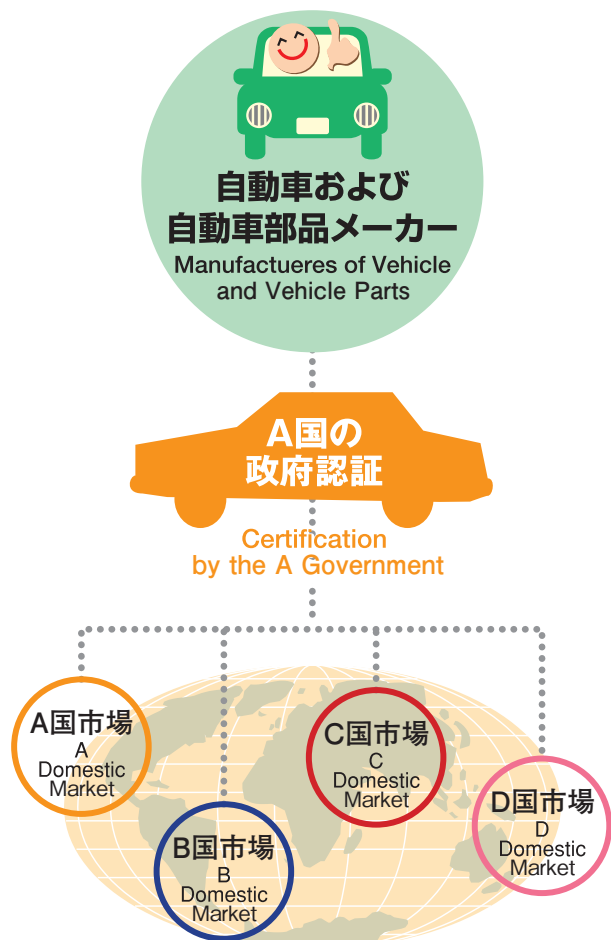 自動車および
自動車部品メーカー
Manufactueres of Vehicle
and Vehicle Parts
A国の
政府認証
Certification
by the A Government
A国市場
A
Domestic
Market
B国市場
B
Domestic
Market
C国市場
C
Domestic
Market
D国市場
D
Domestic
Market